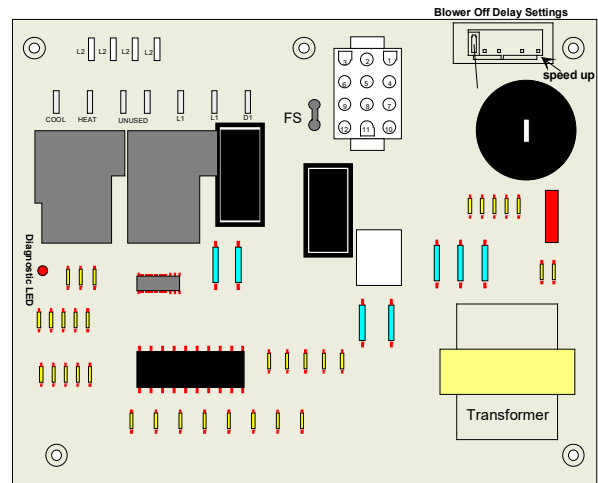 Blower Off Delay Settings
speed up
L2 L2 L2 L2
COOL HEAT UNUSED L1 L1 D1
FS
3 2 1
6 5 4
9 8 7
12 11 10
Diagnostic LED
Transformer